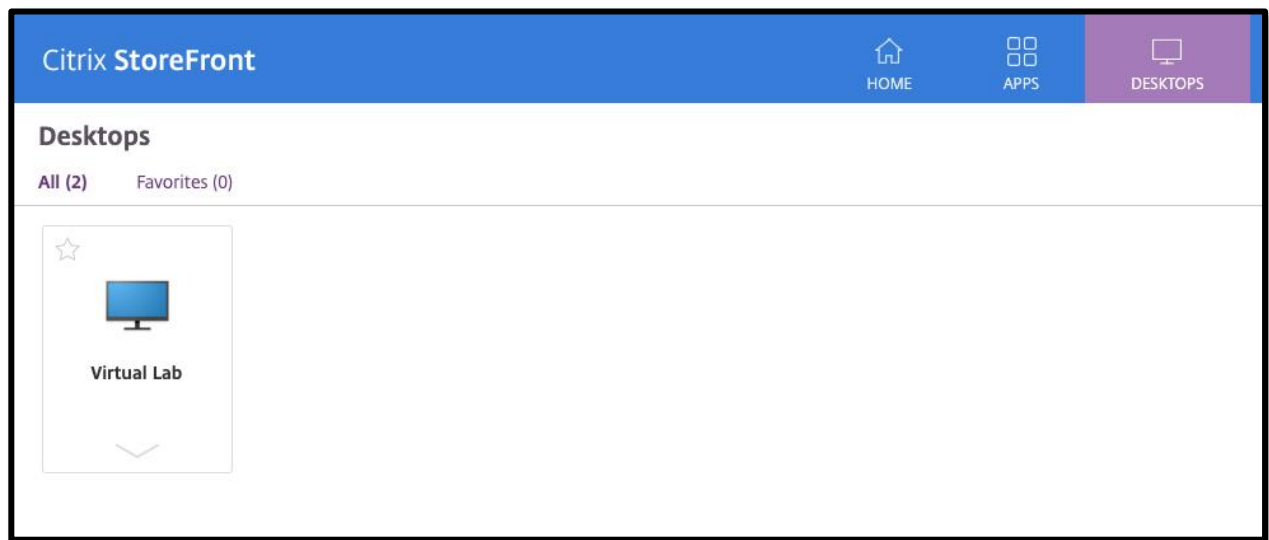 Citrix StoreFront
HOME
APPS
DESKTOPS
Desktops
All (2) Favorites (0)
Virtual Lab